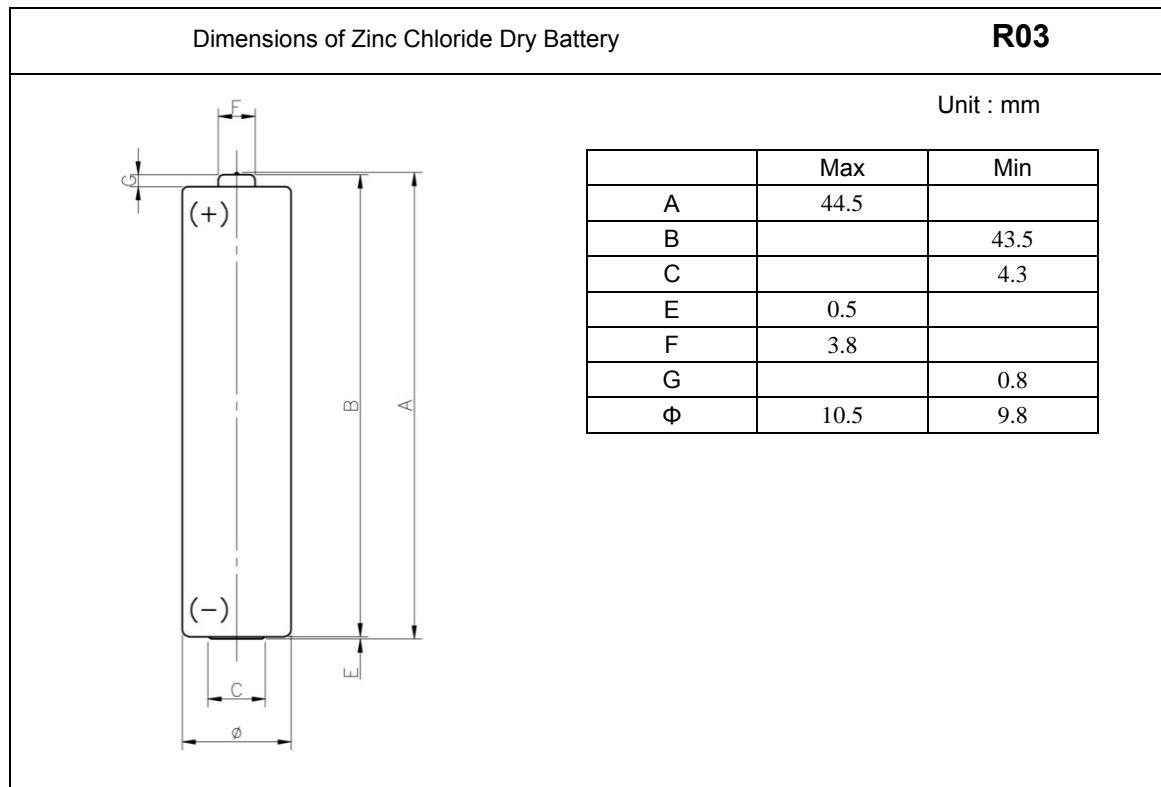 Dimensions of Zinc Chloride Dry Battery R03
Unit : mm
F
G
(+)
B
A
(−)
E
C
ø
Max Min
A 44.5
B 43.5
C 4.3
E 0.5
F 3.8
G 0.8
Φ 10.5 9.8